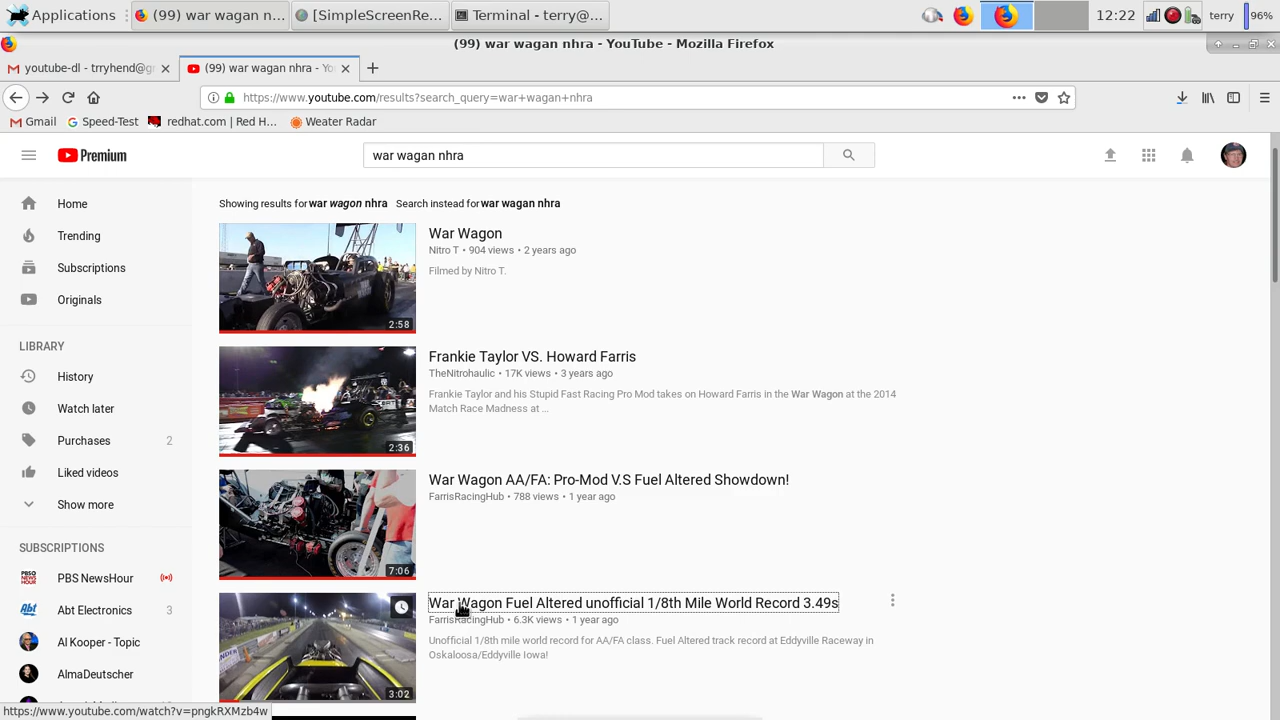 Applications
(99) war wagan n...
[SimpleScreenRe...
Terminal - terry@...
12:22
terry
96%
(99) war wagan nhra - YouTube - Mozilla Firefox
youtube-dl - trryhend@g
(99) war wagan nhra - Yo
https://www.youtube.com/results?search_query=war+wagan+nhra
Gmail
Speed-Test
redhat.com | Red H...
Weater Radar
Premium
war wagan nhra
Home
Trending
Subscriptions
Originals
LIBRARY
History
Watch later
Purchases 2
Liked videos
Show more
SUBSCRIPTIONS
PBS NewsHour
Abt Electronics 3
Al Kooper - Topic
AlmaDeutscher
Showing results for war wagon nhra Search instead for war wagan nhra
2:58
War Wagon
Nitro T • 904 views • 2 years ago
Filmed by Nitro T.
2:36
Frankie Taylor VS. Howard Farris
TheNitrohaulic • 17K views • 3 years ago
Frankie Taylor and his Stupid Fast Racing Pro Mod takes on Howard Farris in the War Wagon at the 2014
Match Race Madness at ...
7:06
War Wagon AA/FA: Pro-Mod V.S Fuel Altered Showdown!
FarrisRacingHub • 788 views • 1 year ago
3:02
War Wagon Fuel Altered unofficial 1/8th Mile World Record 3.49s
FarrisRacingHub • 6.3K views • 1 year ago
Unofficial 1/8th mile world record for AA/FA class. Fuel Altered track record at Eddyville Raceway in
Oskaloosa/Eddyville Iowa!
https://www.youtube.com/watch?v=pngkRXMzb4w